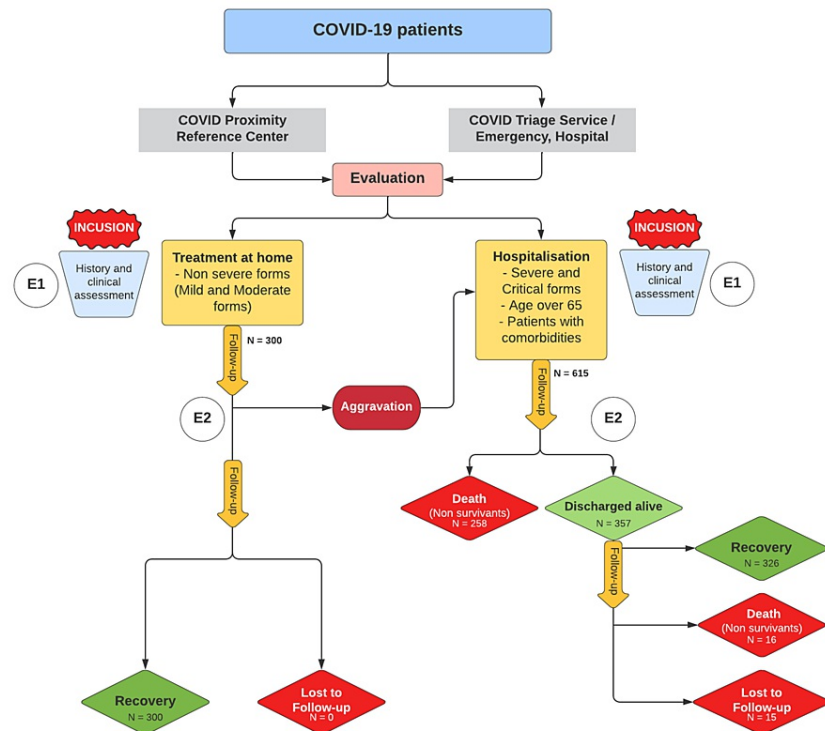 COVID-19 patients
COVID Proximity
Reference Center
COVID Triage Service /
Emergency, Hospital
Evaluation
INCUSION
E1
History and
clinical
assessment
Treatment at home
- Non severe forms
(Mild and Moderate
forms)
Hospitalisation
- Severe and
Critical forms
- Age over 65
- Patients with
comorbidities
INCUSION
History and
clinical
assessment
E1
Follow-up
N = 300
Follow-up
N = 615
E2
Aggravation
E2
Follow-up
Death
(Non survivants)
N = 258
Discharged alive
N = 357
Follow-up
Recovery
N = 326
Death
(Non survivants)
N = 16
Recovery
N = 300
Lost to
Follow-up
N = 0
Lost to
Follow-up
N = 15